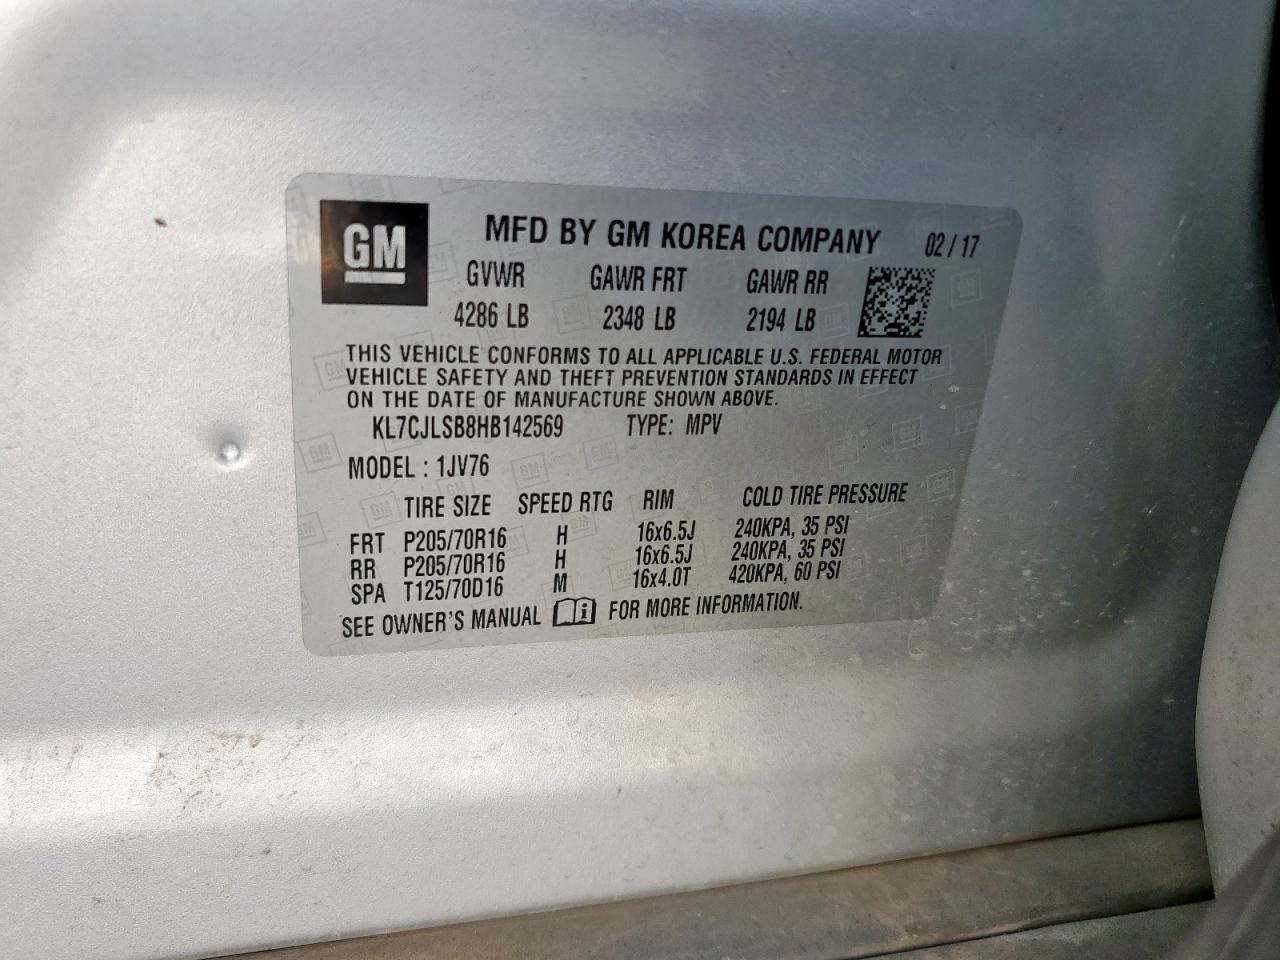 GM
MFD BY GM KOREA COMPANY 02 / 17
GVWR GAWR FRT GAWR RR
4286 LB 2348 LB 2194 LB
THIS VEHICLE CONFORMS TO ALL APPLICABLE U.S. FEDERAL MOTOR
VEHICLE SAFETY AND THEFT PREVENTION STANDARDS IN EFFECT
ON THE DATE OF MANUFACTURE SHOWN ABOVE.
KL7CJLSB8HB142569 TYPE: MPV
MODEL : 1JV76
TIRE SIZE SPEED RTG RIM COLD TIRE PRESSURE
FRT P205/70R16 H 16x6.5J 240KPA, 35 PSI
RR P205/70R16 H 16x6.5J 240KPA, 35 PSI
SPA T125/70D16 M 16x4.0T 420KPA, 60 PSI
SEE OWNER'S MANUAL i FOR MORE INFORMATION.